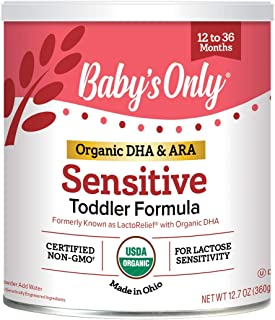 12 to 36
Months
Baby'sOnly®
Organic DHA & ARA
Sensitive
Toddler Formula
Formerly Known as LactoRelief® with Organic DHA
CERTIFIED
NON-GMO
USDA
ORGANIC
FOR LACTOSE
SENSITIVITY
Made in Ohio
NET WT 12.7 OZ (360g